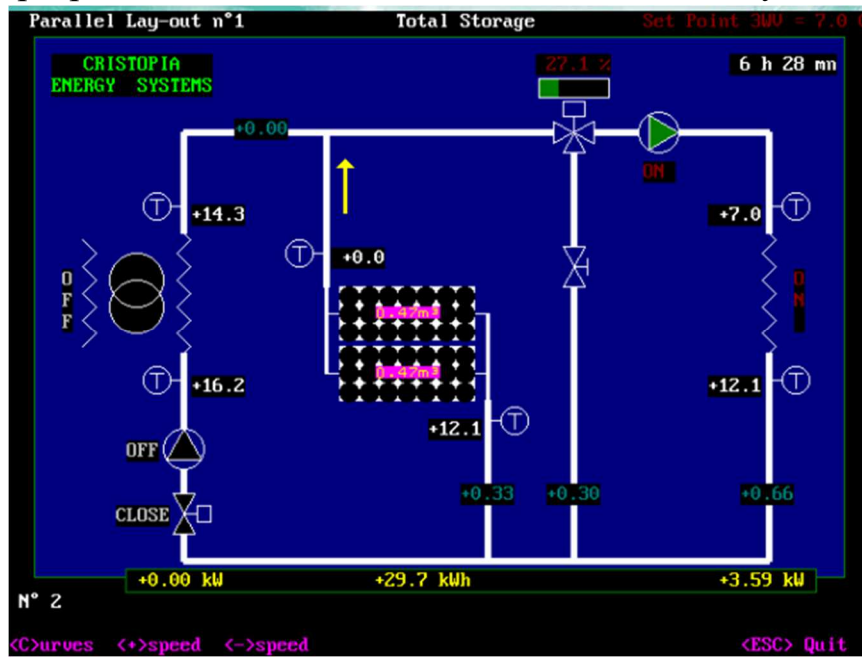 Parallel Lay-out n°1 Total Storage Set Point 3WV = 7.0
CRISTOPIA
ENERGY SYSTEMS
27.1 %
6 h 28 mn
+0.00
ON
T +14.3
+7.0 T
T +0.0
OFF
0.47m³
ON
0.47m³
T +16.2
+12.1 T
+12.1 T
OFF
+0.33 +0.30 +0.66
CLOSE
+0.00 kW +29.7 kWh +3.59 kW
N° 2
<C>urves <+>speed <->speed <ESC> Quit